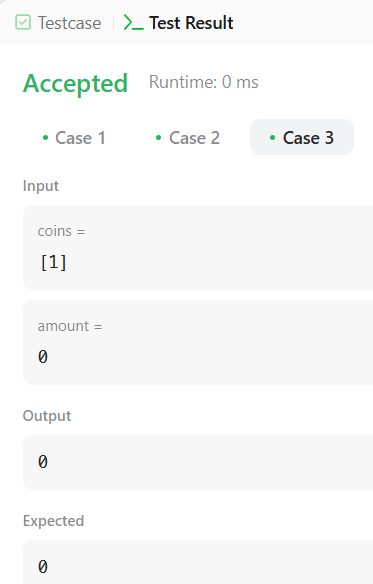 Testcase Test Result
Accepted Runtime: 0 ms
Case 1 Case 2 Case 3
Input
coins =
[1]
amount =
0
Output
0
Expected
0